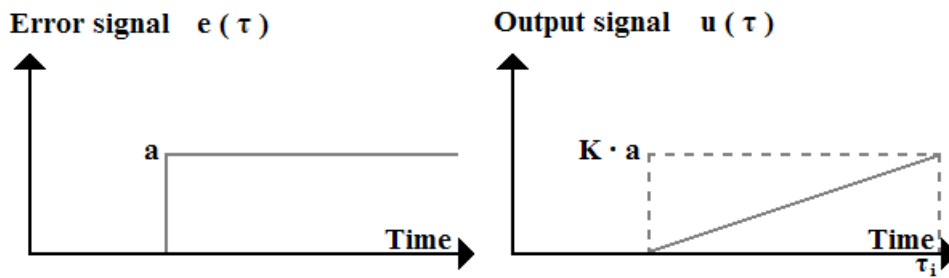 Error signal e ( τ )
Output signal u ( τ )
a
K · a
Time
Time
τi